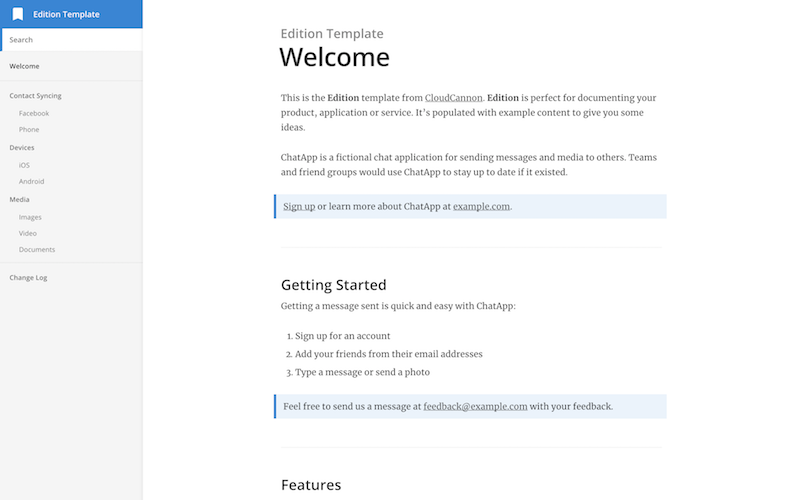 Edition Template
Search
Welcome
Contact Syncing
Facebook
Phone
Devices
iOS
Android
Media
Images
Video
Documents
Change Log
Edition Template
Welcome
This is the Edition template from CloudCannon. Edition is perfect for documenting your
product, application or service. It's populated with example content to give you some
ideas.
ChatApp is a fictional chat application for sending messages and media to others. Teams
and friend groups would use ChatApp to stay up to date if it existed.
Sign up or learn more about ChatApp at example.com.
Getting Started
Getting a message sent is quick and easy with ChatApp:
1. Sign up for an account
2. Add your friends from their email addresses
3. Type a message or send a photo
Feel free to send us a message at feedback@example.com with your feedback.
Features